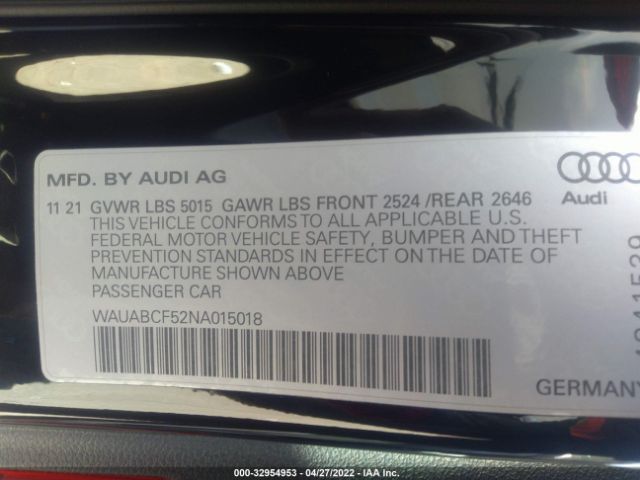 MFD. BY AUDI AG
Audi
11 21 GVWR LBS 5015 GAWR LBS FRONT 2524 /REAR 2646
THIS VEHICLE CONFORMS TO ALL APPLICABLE U.S.
FEDERAL MOTOR VEHICLE SAFETY, BUMPER AND THEFT
PREVENTION STANDARDS IN EFFECT ON THE DATE OF
MANUFACTURE SHOWN ABOVE
PASSENGER CAR
WAUABCF52NA015018
GERMANY
000-32954953 - 04/27/2022 - IAA Inc.